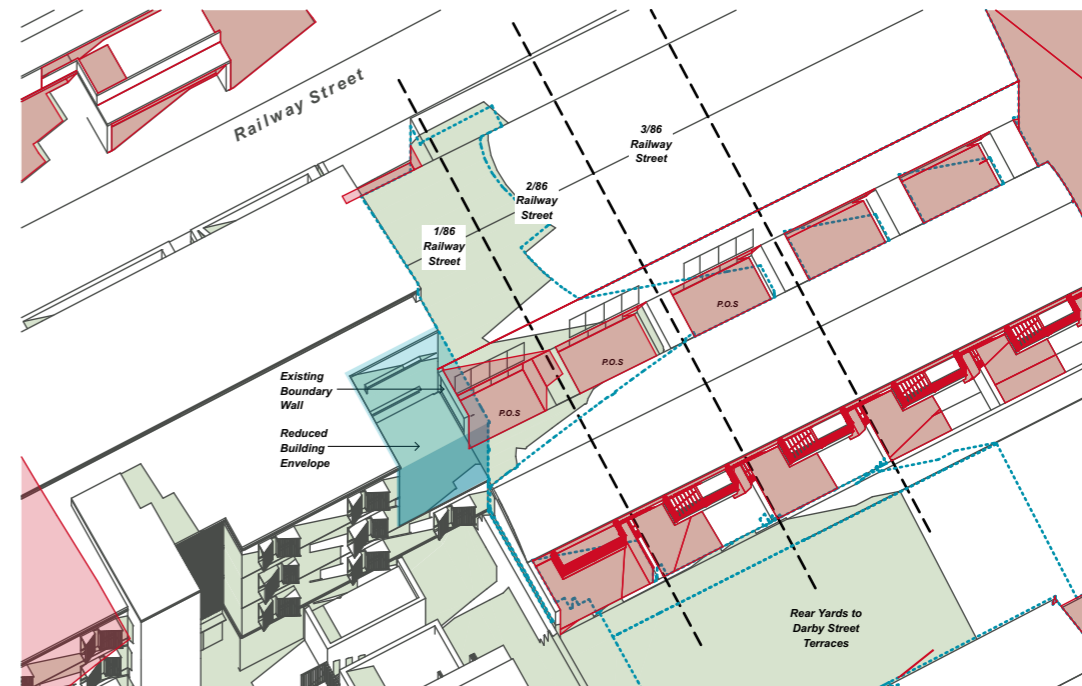 Railway Street
3/86
Railway
Street
2/86
Railway
Street
1/86
Railway
Street
P.O.S
P.O.S
P.O.S
Existing
Boundary
Wall
Reduced
Building
Envelope
Rear Yards to
Darby Street
Terraces